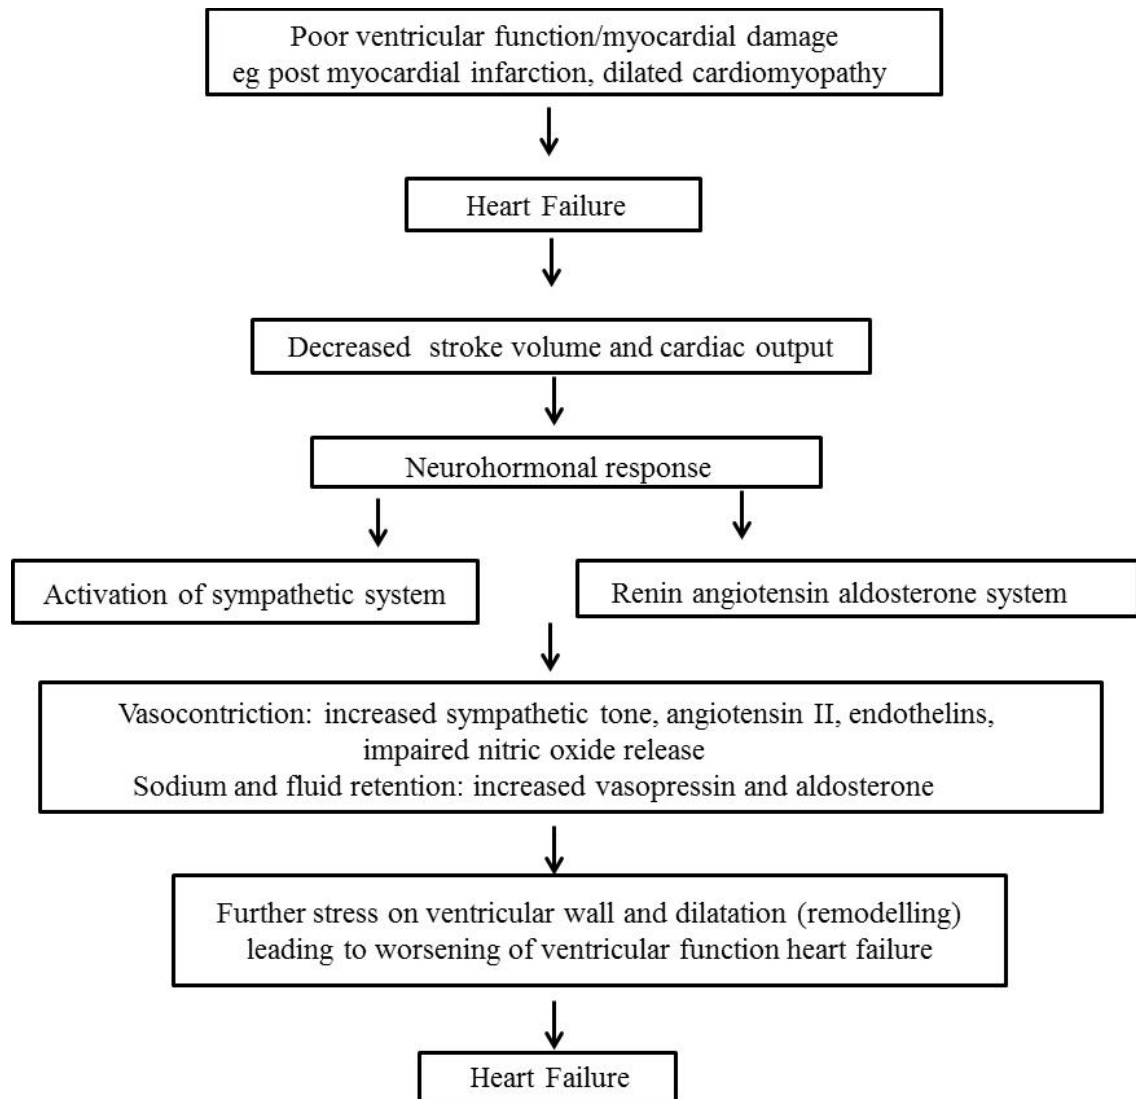 Poor ventricular function/myocardial damage
eg post myocardial infarction, dilated cardiomyopathy
Heart Failure
Decreased stroke volume and cardiac output
Neurohormonal response
Activation of sympathetic system
Renin angiotensin aldosterone system
Vasocontriction: increased sympathetic tone, angiotensin II, endothelins,
impaired nitric oxide release
Sodium and fluid retention: increased vasopressin and aldosterone
Further stress on ventricular wall and dilatation (remodelling)
leading to worsening of ventricular function heart failure
Heart Failure